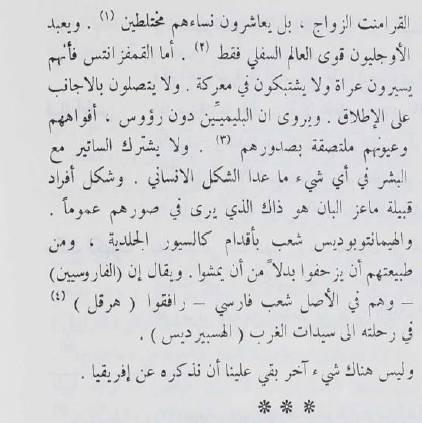 القرامنت الزواج ، بل يعاشرون نساءهم مختلطين (١) . ويعبد
الأوجليون قوى العالم السفلي فقط (٢) . أما القمفزانتس فأنهم
يسيرون عراة ولا يشتبكون في معركة . ولا يتصلون بالاجانب
على الإطلاق . ويروى ان البليميّين دون رؤوس ، أفواههم
وعيونهم ملتصقة بصدورهم (٣) . ولا يشترك الساتير مع
البشر في أي شيء ما عدا الشكل الانساني . وشكل أفراد
قبيلة ماعز البان هو ذاك الذي يرى في صورهم عموماً .
والهيمانتوبوديس شعب بأقدام كالسيور الجلدية ، ومن
طبيعتهم أن يزحفوا بدلاً من أن يمشوا . ويقال إن (الفاروسيين)
– وهم في الأصل شعب فارسي – رافقوا ( هرقل ) (٤)
في رحلته الى سيدات الغرب ( الهسبيرديس ) .
وليس هناك شيء آخر بقي علينا أن نذكره عن إفريقيا .
* * *